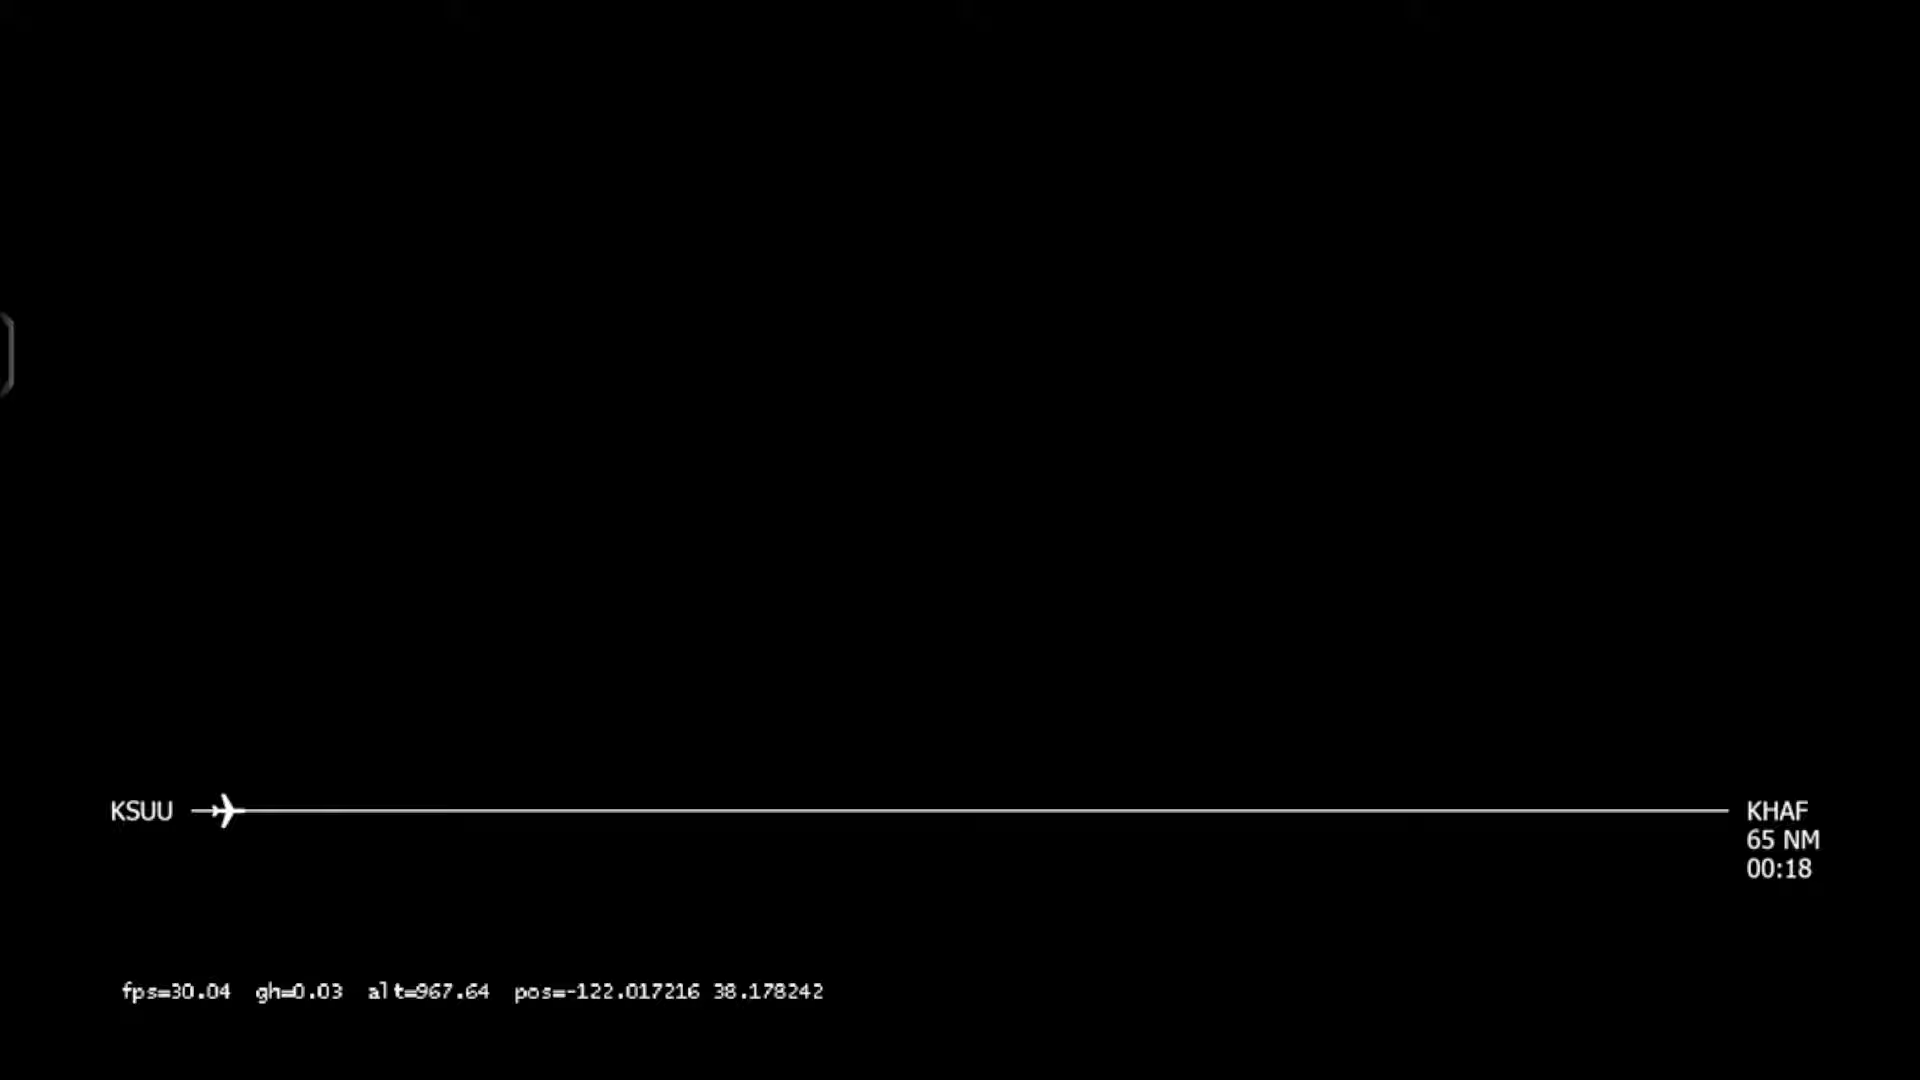 KSUU KHAF
65 NM
00:18
fps=30.04 gh=0.03 alt=967.64 pos=-122.017216 38.178242